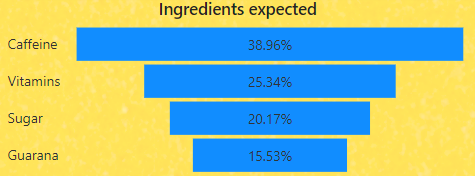 Ingredients expected
Caffeine 38.96%
Vitamins 25.34%
Sugar 20.17%
Guarana 15.53%